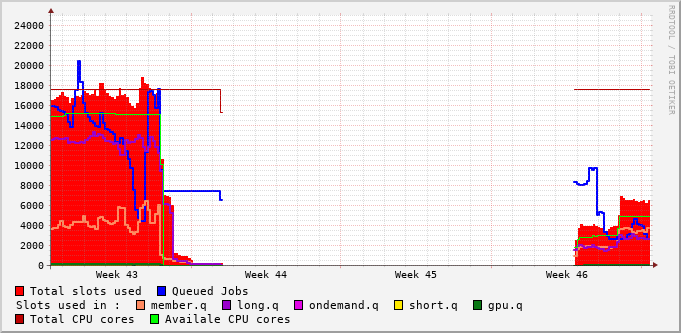 24000
22000
20000
18000
16000
14000
12000
10000
8000
6000
4000
2000
0
Week 43 Week 44 Week 45 Week 46
Total slots used Queued Jobs
Slots used in : member.q long.q ondemand.q short.q gpu.q
Total CPU cores Availale CPU cores
RRDTOOL / TOBI OETIKER